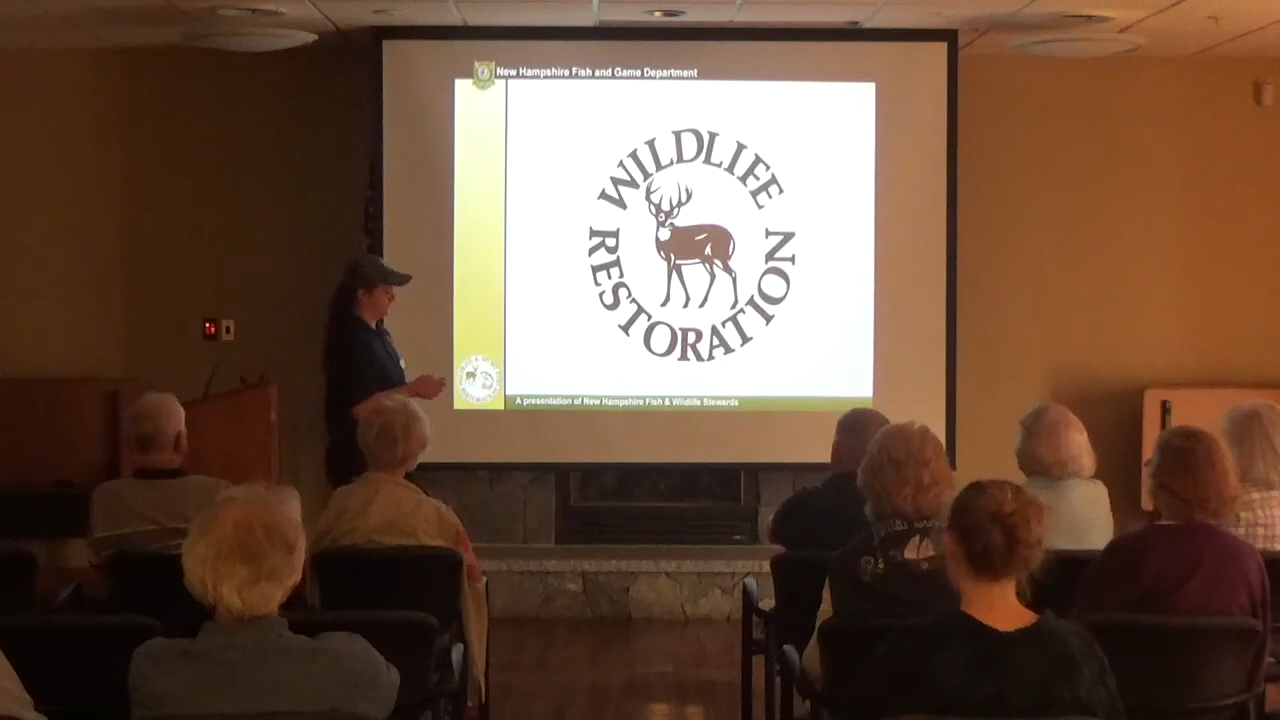 New Hampshire Fish and Game Department
WILDLIFE
RESTORATION
A presentation of New Hampshire Fish & Wildlife Stewards